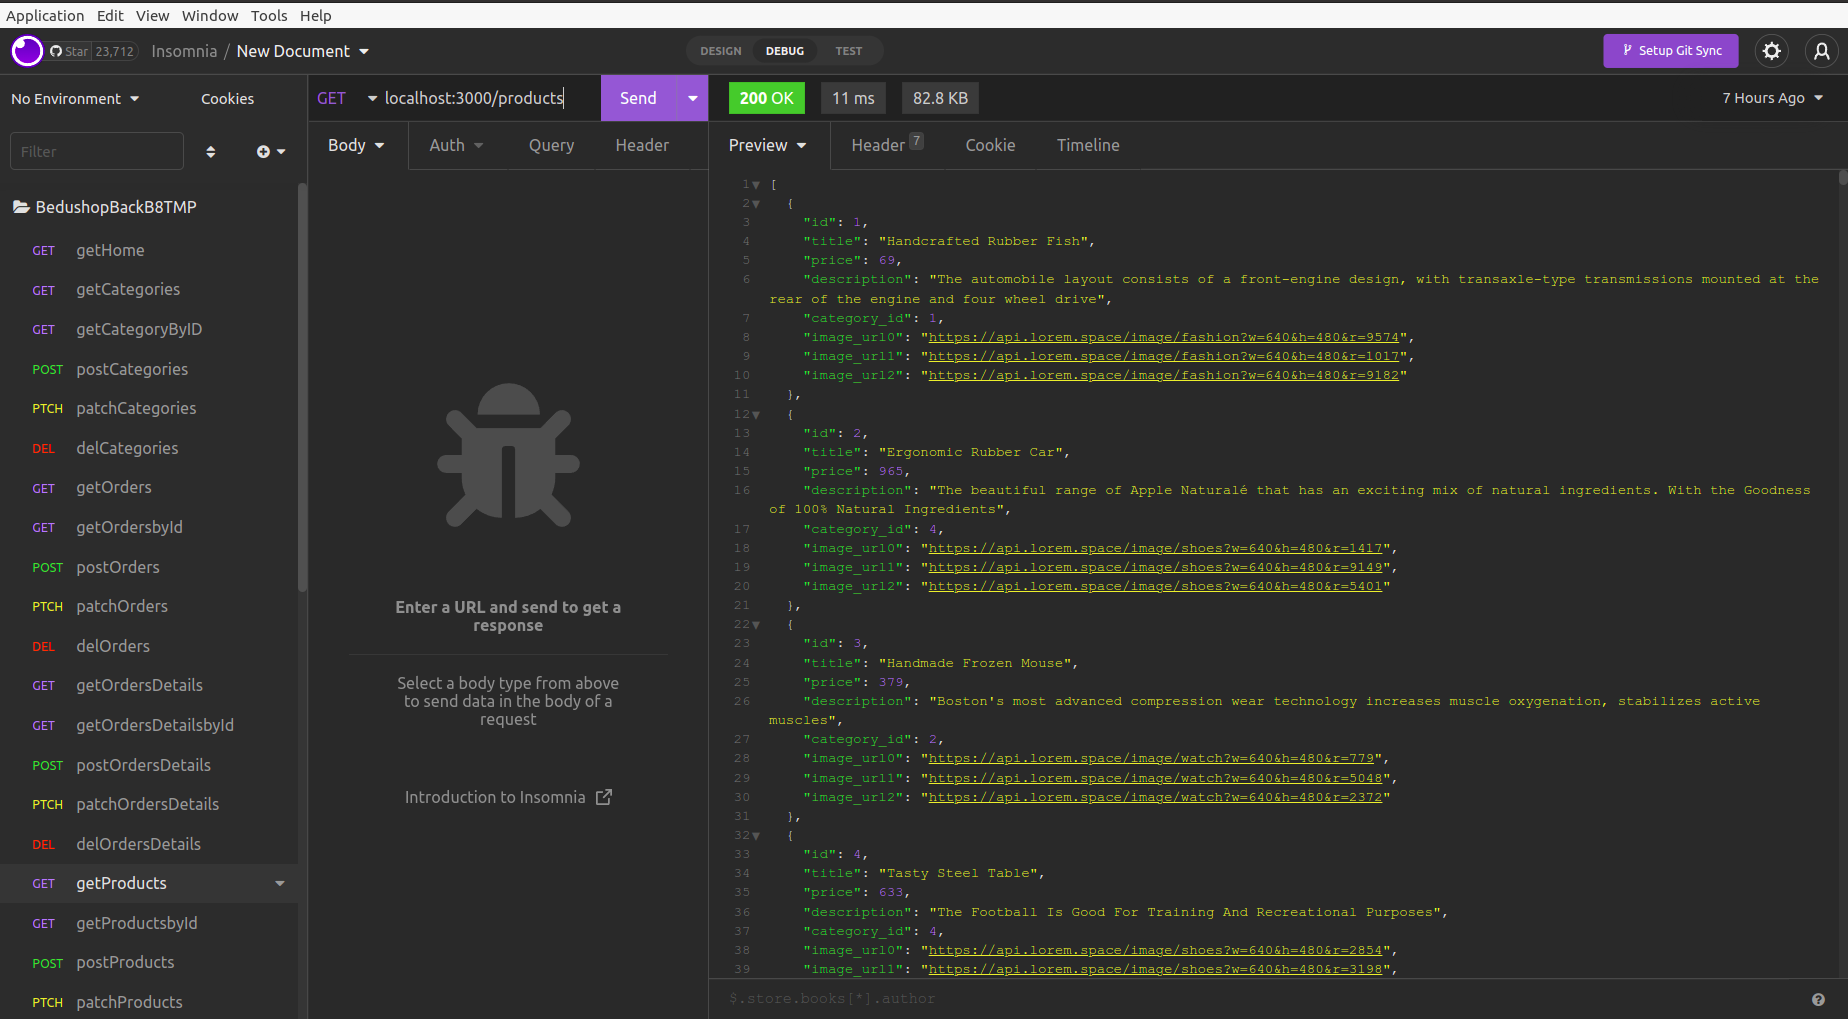 Application Edit View Window Tools Help
Star 23,712 Insomnia / New Document
DESIGN DEBUG TEST
Setup Git Sync
No Environment Cookies
Filter
BedushopBackB8TMP
GET getHome
GET getCategories
GET getCategoryByID
POST postCategories
PTCH patchCategories
DEL delCategories
GET getOrders
GET getOrdersbyId
POST postOrders
PTCH patchOrders
DEL delOrders
GET getOrdersDetails
GET getOrdersDetailsbyId
POST postOrdersDetails
PTCH patchOrdersDetails
DEL delOrdersDetails
GET getProducts
GET getProductsbyId
POST postProducts
PTCH patchProducts
GET localhost:3000/products Send
Body Auth Query Header
Enter a URL and send to get a
response
Select a body type from above
to send data in the body of a
request
Introduction to Insomnia
200 OK 11 ms 82.8 KB 7 Hours Ago
Preview Header 7 Cookie Timeline
1 [
2 {
3 "id": 1,
4 "title": "Handcrafted Rubber Fish",
5 "price": 69,
6 "description": "The automobile layout consists of a front-engine design, with transaxle-type transmissions mounted at the
rear of the engine and four wheel drive",
7 "category_id": 1,
8 "image_url0": "https://api.lorem.space/image/fashion?w=640&h=480&r=9574",
9 "image_url1": "https://api.lorem.space/image/fashion?w=640&h=480&r=1017",
10 "image_url2": "https://api.lorem.space/image/fashion?w=640&h=480&r=9182"
11 },
12 {
13 "id": 2,
14 "title": "Ergonomic Rubber Car",
15 "price": 965,
16 "description": "The beautiful range of Apple Naturalé that has an exciting mix of natural ingredients. With the Goodness
of 100% Natural Ingredients",
17 "category_id": 4,
18 "image_url0": "https://api.lorem.space/image/shoes?w=640&h=480&r=1417",
19 "image_url1": "https://api.lorem.space/image/shoes?w=640&h=480&r=9149",
20 "image_url2": "https://api.lorem.space/image/shoes?w=640&h=480&r=5401"
21 },
22 {
23 "id": 3,
24 "title": "Handmade Frozen Mouse",
25 "price": 379,
26 "description": "Boston's most advanced compression wear technology increases muscle oxygenation, stabilizes active
muscles",
27 "category_id": 2,
28 "image_url0": "https://api.lorem.space/image/watch?w=640&h=480&r=779",
29 "image_url1": "https://api.lorem.space/image/watch?w=640&h=480&r=5048",
30 "image_url2": "https://api.lorem.space/image/watch?w=640&h=480&r=2372"
31 },
32 {
33 "id": 4,
34 "title": "Tasty Steel Table",
35 "price": 633,
36 "description": "The Football Is Good For Training And Recreational Purposes",
37 "category_id": 4,
38 "image_url0": "https://api.lorem.space/image/shoes?w=640&h=480&r=2854",
39 "image_url1": "https://api.lorem.space/image/shoes?w=640&h=480&r=3198",
$.store.books[*].author